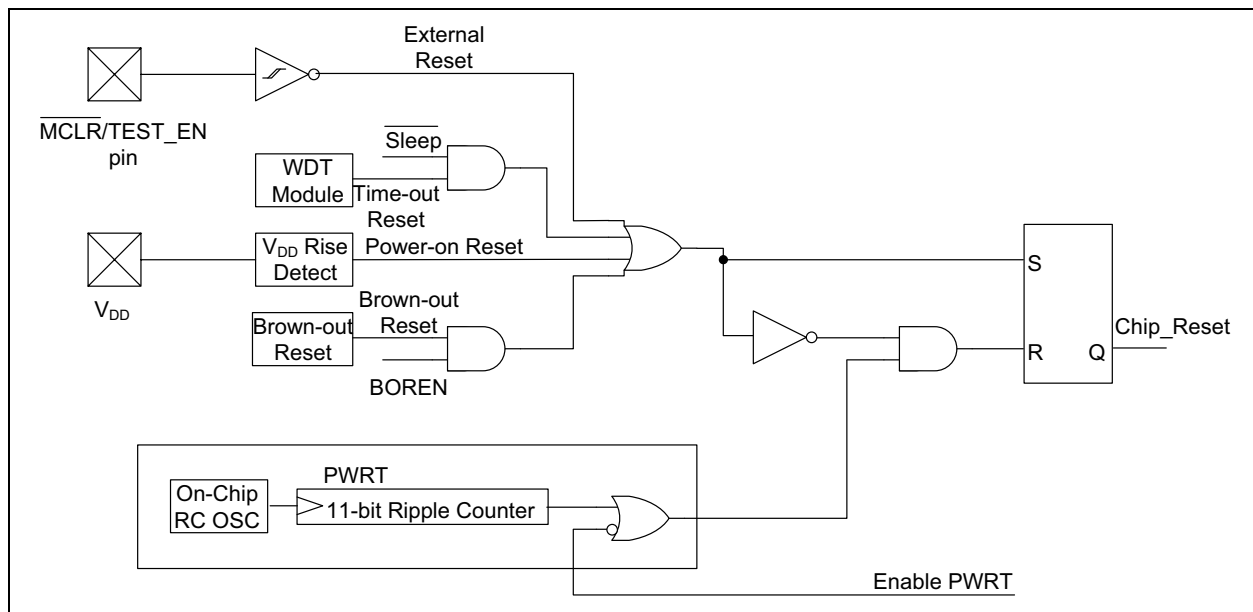 External
Reset
MCLR/TEST_EN
pin
Sleep
WDT
Module
Time-out
Reset
VDD Rise
Detect
Power-on Reset
VDD
Brown-out
Reset
Brown-out
Reset
BOREN
S
R
Q
Chip_Reset
PWRT
On-Chip
RC OSC
11-bit Ripple Counter
Enable PWRT